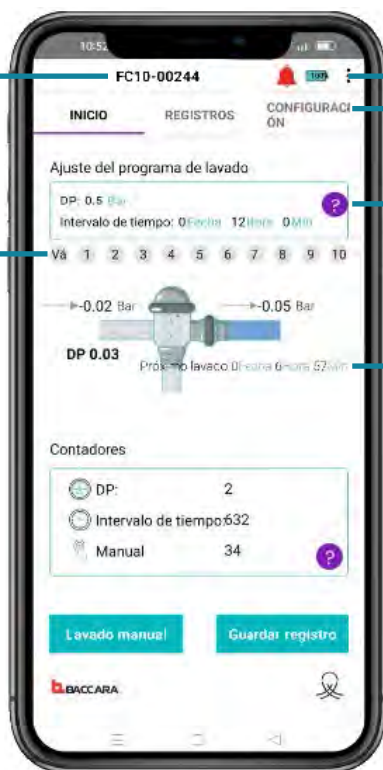 10:52
FC10-00244
100%
INICIO REGISTROS CONFIGURACI
ÓN
Ajuste del programa de lavado
DP: 0.5 Bar
Intervalo de tiempo: 0 Fecha 12 Hora 0 Min
?
Vá 1 2 3 4 5 6 7 8 9 10
-0.02 Bar -0.05 Bar
DP 0.03
Próximo lavaco 0 Fecha 6 Hora 57 Min
Contadores
DP: 2
Intervalo de tiempo: 632
Manual 34
?
Lavado manual Guardar registro
BACCARA